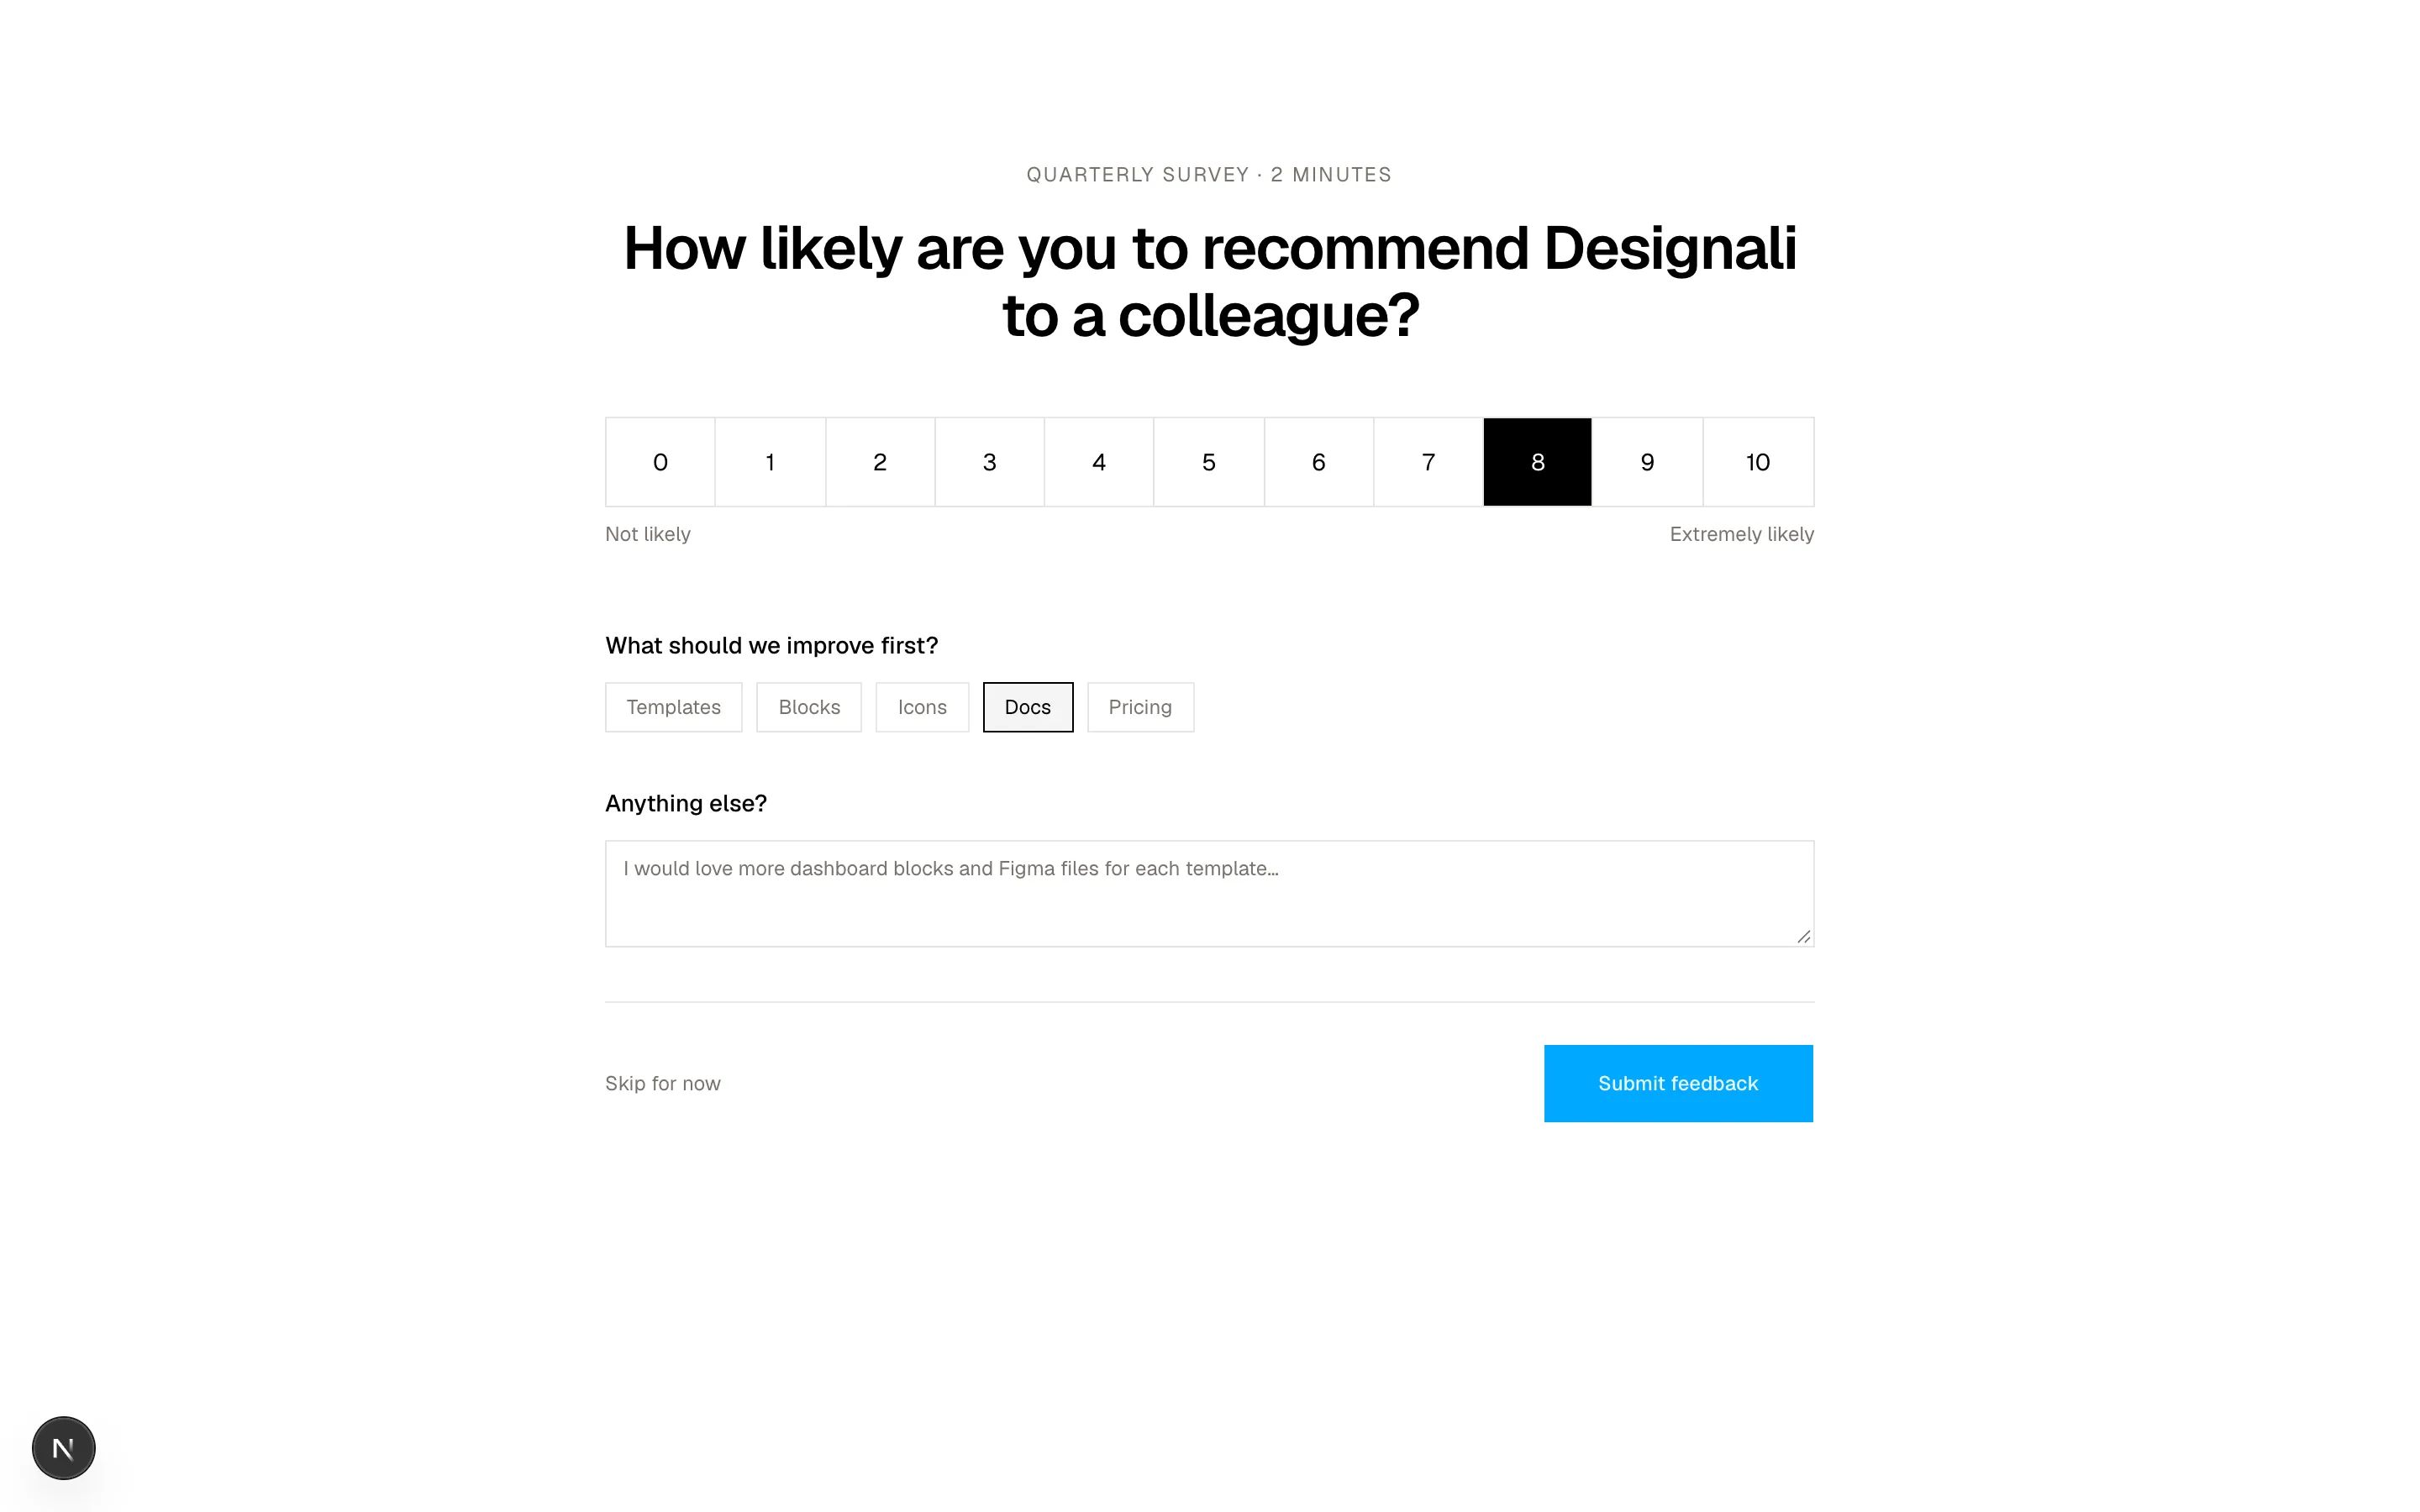 QUARTERLY SURVEY · 2 MINUTES
How likely are you to recommend Designali
to a colleague?
0 1 2 3 4 5 6 7 8 9 10
Not likely Extremely likely
What should we improve first?
Templates Blocks Icons Docs Pricing
Anything else?
I would love more dashboard blocks and Figma files for each template...
Skip for now Submit feedback
N